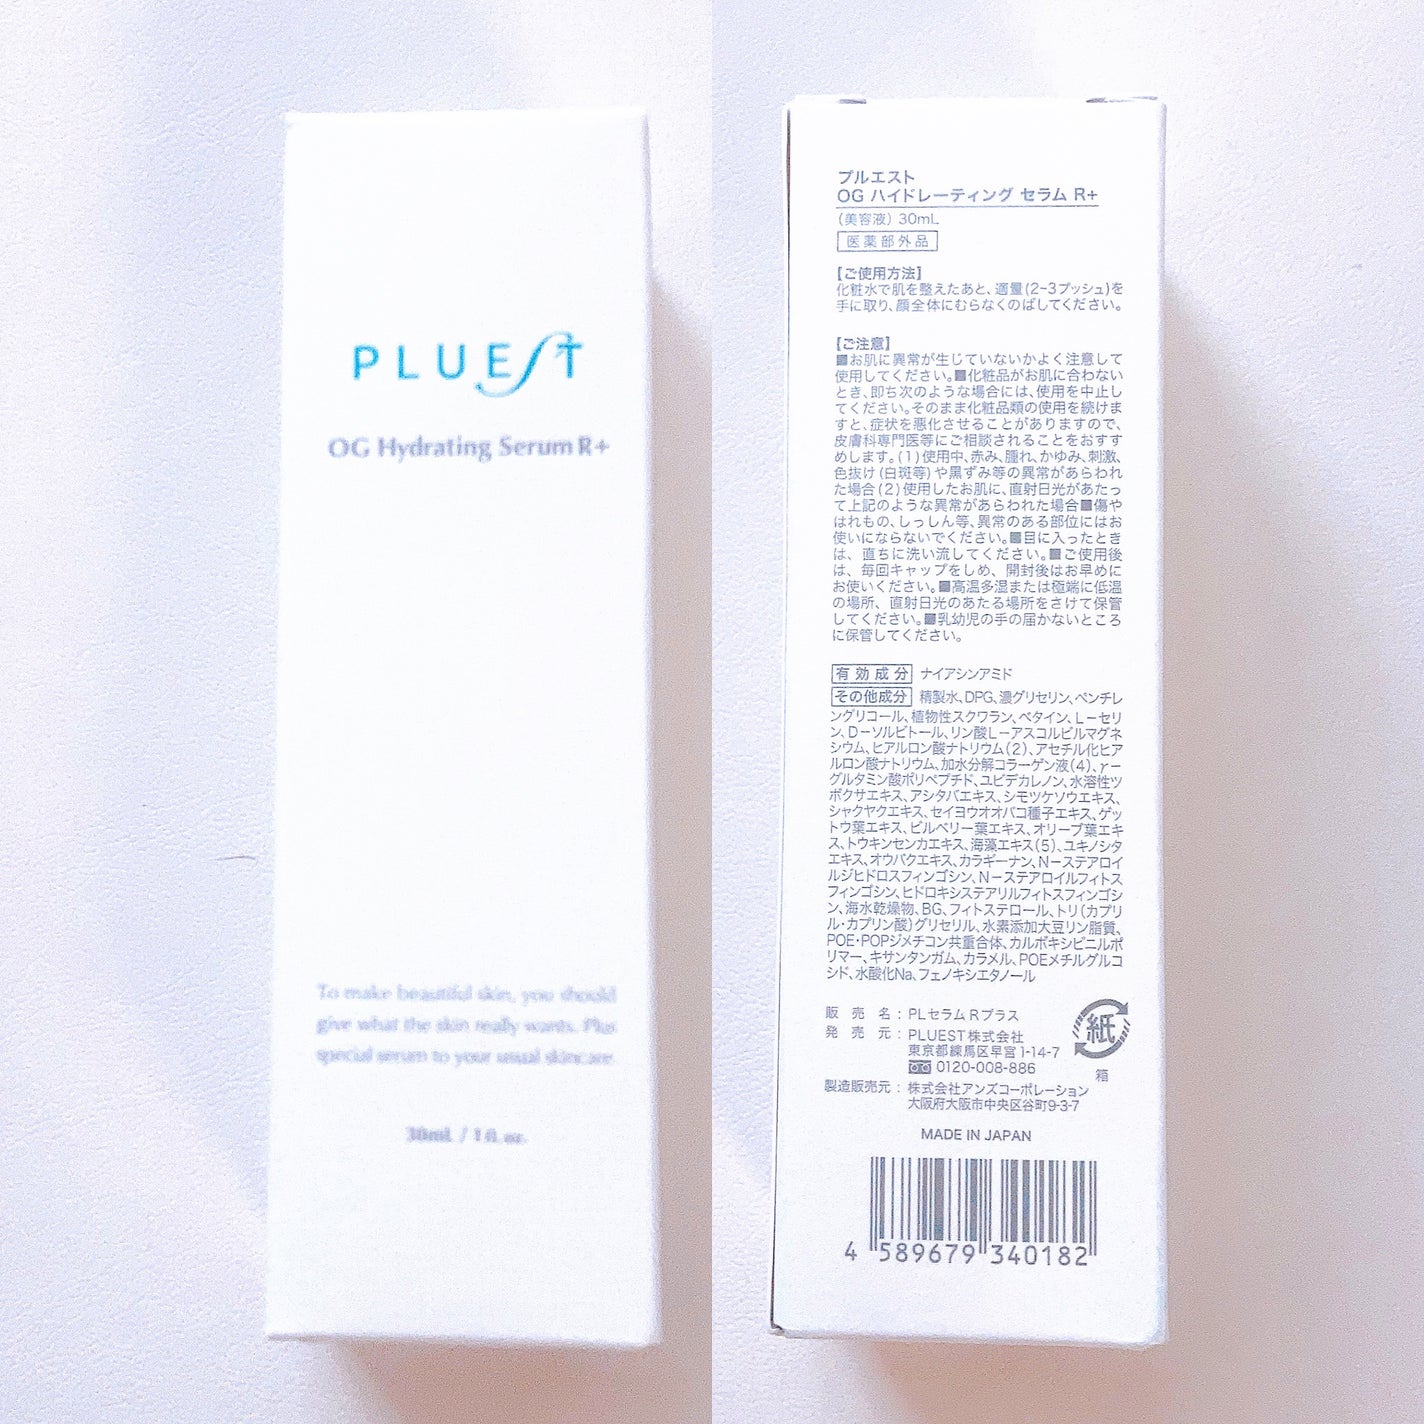 PLUEST
OG Hydrating Serum R+
To make beautiful skin, you should
give what the skin really wants. Plus
special serum to your usual skincare.
30mL / 1 fl. oz.
プルエスト
OG ハイドレーティング セラム R+
(美容液) 30mL
医薬部外品
【ご使用方法】
化粧水で肌を整えたあと、適量(2~3プッシュ)を
手に取り、顔全体にむらなくのばしてください。
【ご注意】
■お肌に異常が生じていないかよく注意して
使用してください。■化粧品がお肌に合わない
とき、即ち次のような場合には、使用を中止し
てください。そのまま化粧品類の使用を続けま
すと、症状を悪化させることがありますので、
皮膚科専門医等にご相談されることをおすす
めします。(1)使用中、赤み、腫れ、かゆみ、刺激、
色抜け(白斑等)や黒ずみ等の異常があらわれ
た場合(2)使用したお肌に、直射日光があたっ
て上記のような異常があらわれた場合■傷や
はれもの、しっしん等、異常のある部位にはお
使いにならないでください。■目に入ったとき
は、直ちに洗い流してください。■ご使用後
は、毎回キャップをしめ、開封後はお早めに
お使いください。■高温多湿または極端に低温
の場所、直射日光のあたる場所をさけて保管
してください。■乳幼児の手の届かないところ
に保管してください。
有効成分 ナイアシンアミド
その他成分 精製水、DPG、濃グリセリン、ペンチレ
ングリコール、植物性スクワラン、ベタイン、L-セリ
ン、D-ソルビトール、リン酸L-アスコルビルマグネ
シウム、ヒアルロン酸ナトリウム(2)、アセチル化ヒア
ルロン酸ナトリウム、加水分解コラーゲン液(4)、γ-
グルタミン酸ポリペプチド、ユビデカレノン、水溶性ツ
ボクサエキス、アシタバエキス、シモツケソウエキス、
シャクヤクエキス、セイヨウオオバコ種子エキス、ゲッ
トウ葉エキス、ビルベリー葉エキス、オリーブ葉エキ
ス、トウキンセンカエキス、海藻エキス(5)、ユキノシタ
エキス、オウバクエキス、カラギーナン、N-ステアロイ
ルジヒドロスフィンゴシン、N-ステアロイルフィトス
フィンゴシン、ヒドロキシステアリルフィトスフィンゴシ
ン、海水乾燥物、BG、フィトステロール、トリ(カプリ
ル・カプリン酸)グリセリル、水素添加大豆リン脂質、
POE・POPジメチコン共重合体、カルボキシビニルポ
リマー、キサンタンガム、カラメル、POEメチルグルコ
シド、水酸化Na、フェノキシエタノール
販売名:PLセラムRプラス
発売元:PLUEST株式会社
東京都練馬区早宮1-14-7
0120-008-886
紙
箱
製造販売元:株式会社アンズコーポレーション
大阪府大阪市中央区谷町9-3-7
MADE IN JAPAN
4 589679 340182